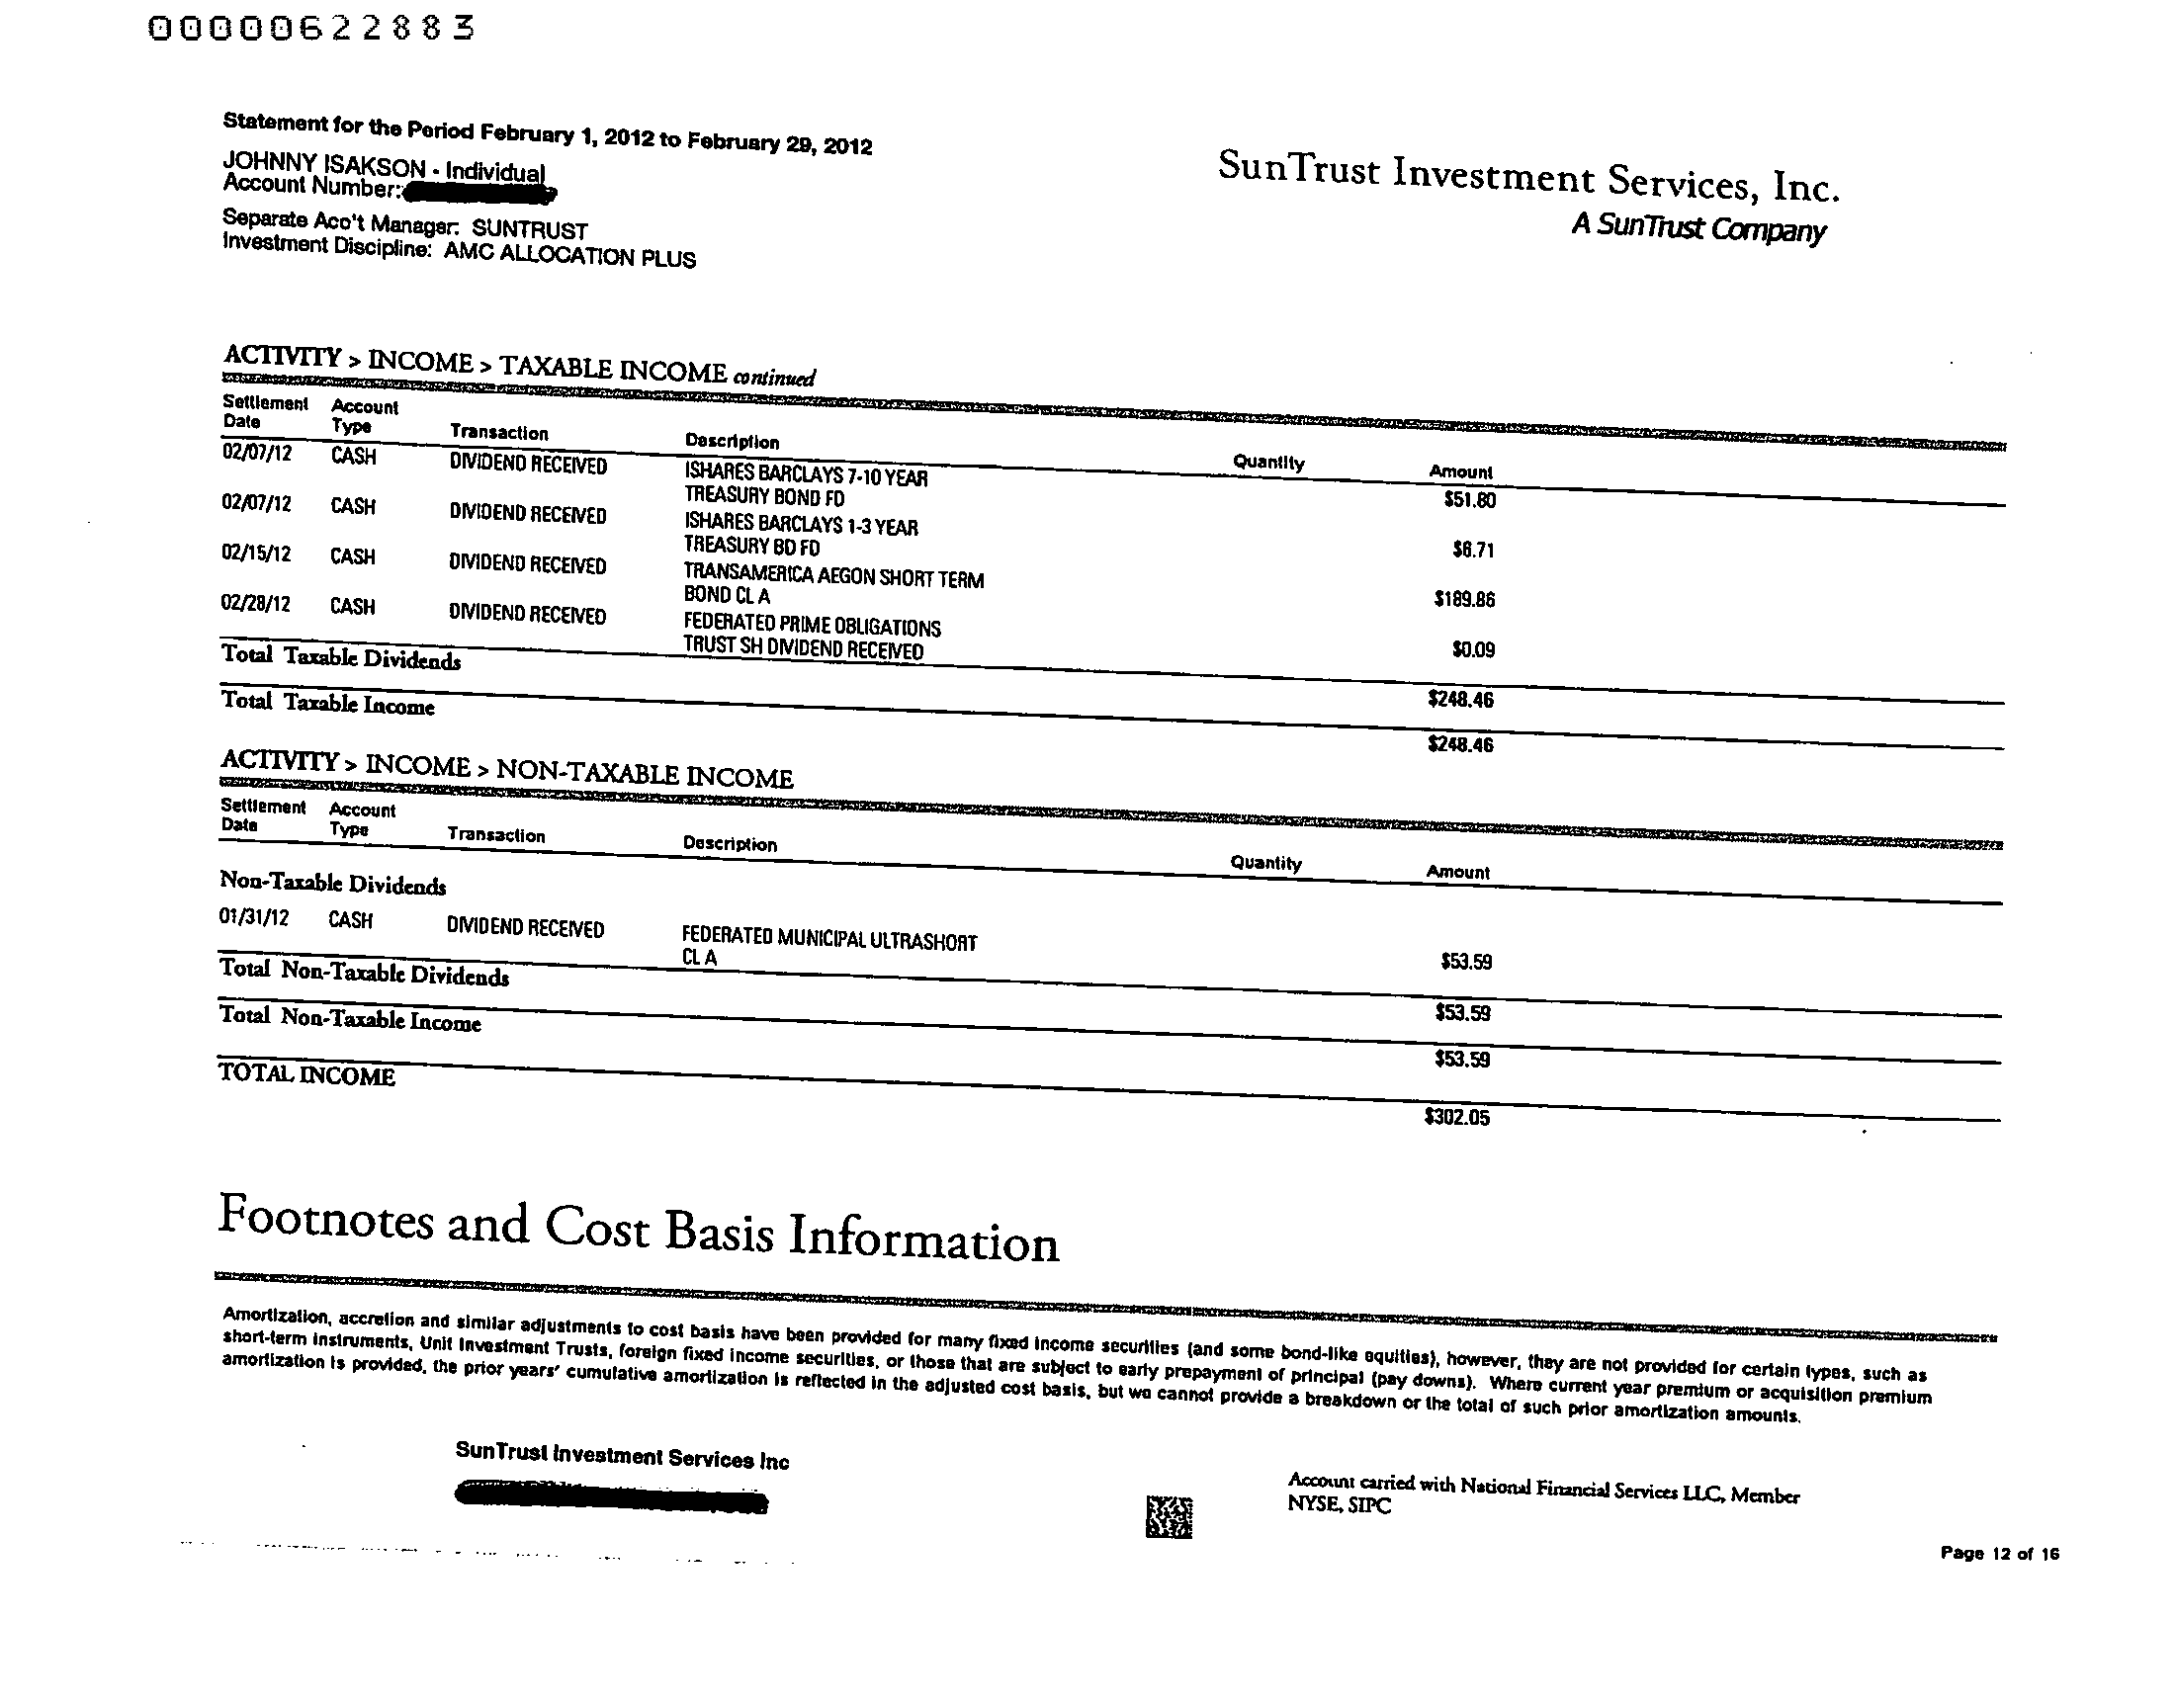 00000622883
Statement for the Period February 1, 2012 to February 29, 2012
JOHNNY ISAKSON - Individual
Account Number:
Separate Acc't Manager: SUNTRUST
Investment Discipline: AMC ALLOCATION PLUS
SunTrust Investment Services, Inc.
A SunTrust Company
ACTIVITY > INCOME > TAXABLE INCOME continued
Settlement Date Account Type Transaction Description Quantity Amount
02/07/12 CASH DIVIDEND RECEIVED ISHARES BARCLAYS 7-10 YEAR
TREASURY BOND FD $51.80
02/07/12 CASH DIVIDEND RECEIVED ISHARES BARCLAYS 1-3 YEAR
TREASURY BD FD $6.71
02/15/12 CASH DIVIDEND RECEIVED TRANSAMERICA AEGON SHORT TERM
BOND CL A $189.86
02/28/12 CASH DIVIDEND RECEIVED FEDERATED PRIME OBLIGATIONS
TRUST SH DIVIDEND RECEIVED $0.09
Total Taxable Dividends $248.46
Total Taxable Income $248.46
ACTIVITY > INCOME > NON-TAXABLE INCOME
Settlement Date Account Type Transaction Description Quantity Amount
Non-Taxable Dividends
01/31/12 CASH DIVIDEND RECEIVED FEDERATED MUNICIPAL ULTRASHORT
CL A $53.59
Total Non-Taxable Dividends $53.59
Total Non-Taxable Income $53.59
TOTAL INCOME $302.05
Footnotes and Cost Basis Information
Amortization, accretion and similar adjustments to cost basis have been provided for many fixed income securities (and some bond-like equities), however, they are not provided for certain types, such as
short-term instruments, Unit Investment Trusts, foreign fixed income securities, or those that are subject to early prepayment of principal (pay downs). Where current year premium or acquisition premium
amortization is provided, the prior years' cumulative amortization is reflected in the adjusted cost basis, but we cannot provide a breakdown or the total of such prior amortization amounts.
SunTrust Investment Services Inc
Account carried with National Financial Services LLC, Member
NYSE, SIPC
Page 12 of 16